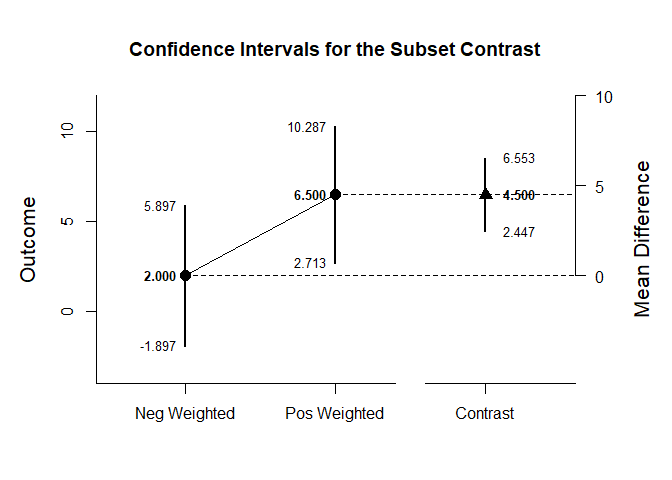 Confidence Intervals for the Subset Contrast
10
10
10.287
6.553
5.897
6.500
4.500
5
5
2.447
2.713
2.000
0
0
-1.897
Outcome
Mean Difference
Neg Weighted
Pos Weighted
Contrast